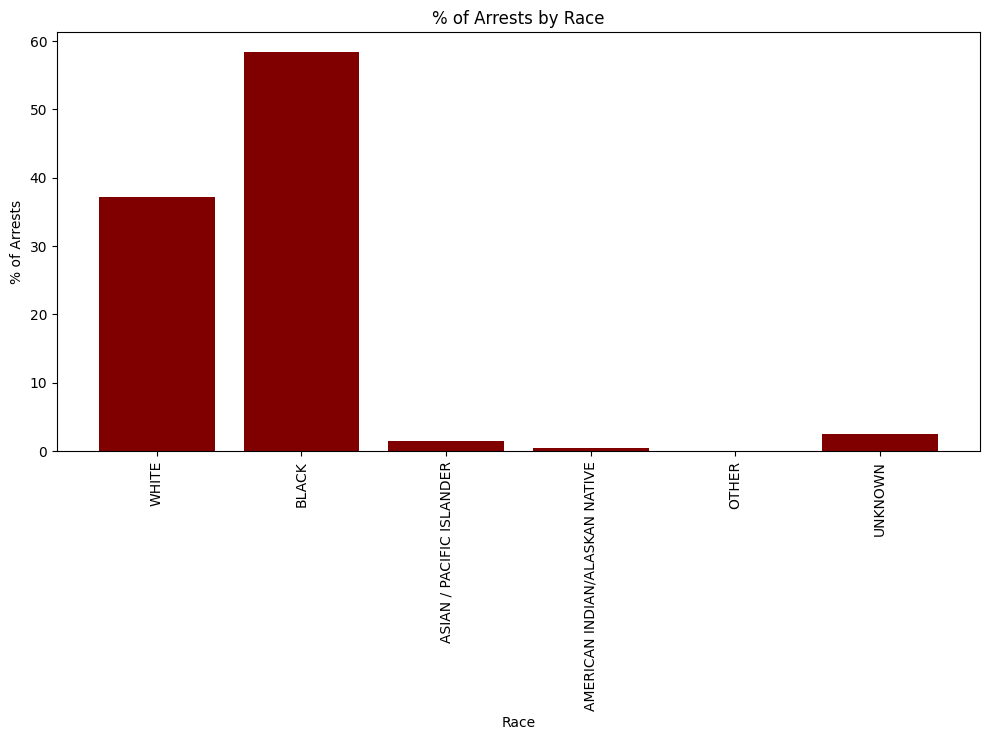 % of Arrests by Race
% of Arrests
60
50
40
30
20
10
0
WHITE
BLACK
ASIAN / PACIFIC ISLANDER
AMERICAN INDIAN/ALASKAN NATIVE
OTHER
UNKNOWN
Race